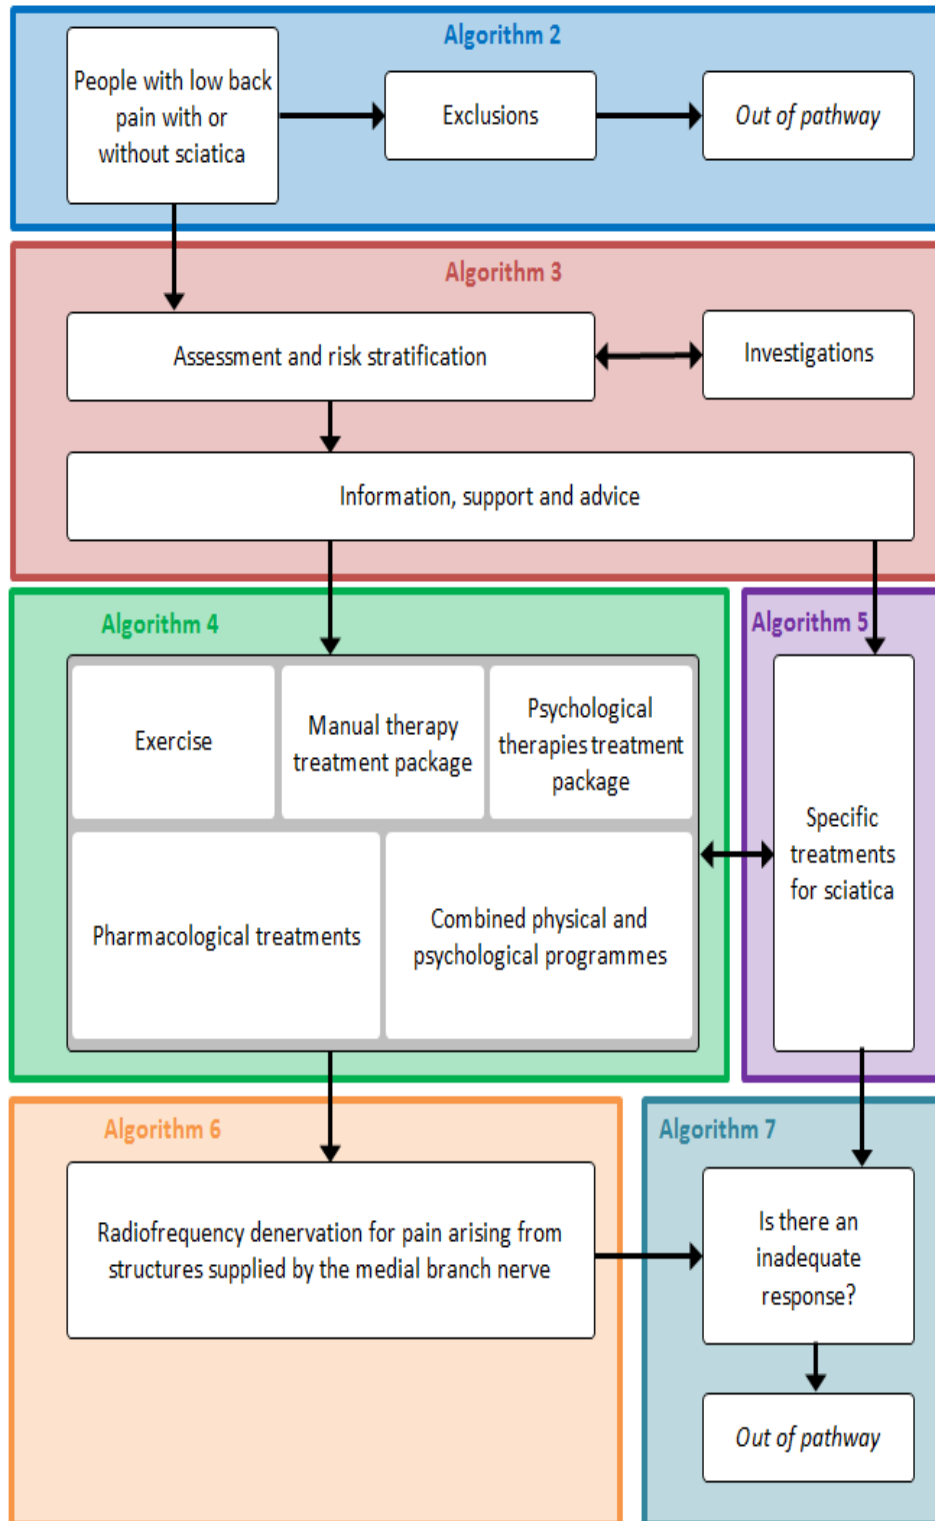 Algorithm 2
People with low back
pain with or
without sciatica
Exclusions
Out of pathway
Algorithm 3
Assessment and risk stratification
Investigations
Information, support and advice
Algorithm 4
Exercise
Manual therapy
treatment package
Psychological
therapies treatment
package
Pharmacological treatments
Combined physical and
psychological programmes
Algorithm 5
Specific
treatments
for sciatica
Algorithm 6
Radiofrequency denervation for pain arising from
structures supplied by the medial branch nerve
Algorithm 7
Is there an
inadequate
response?
Out of pathway